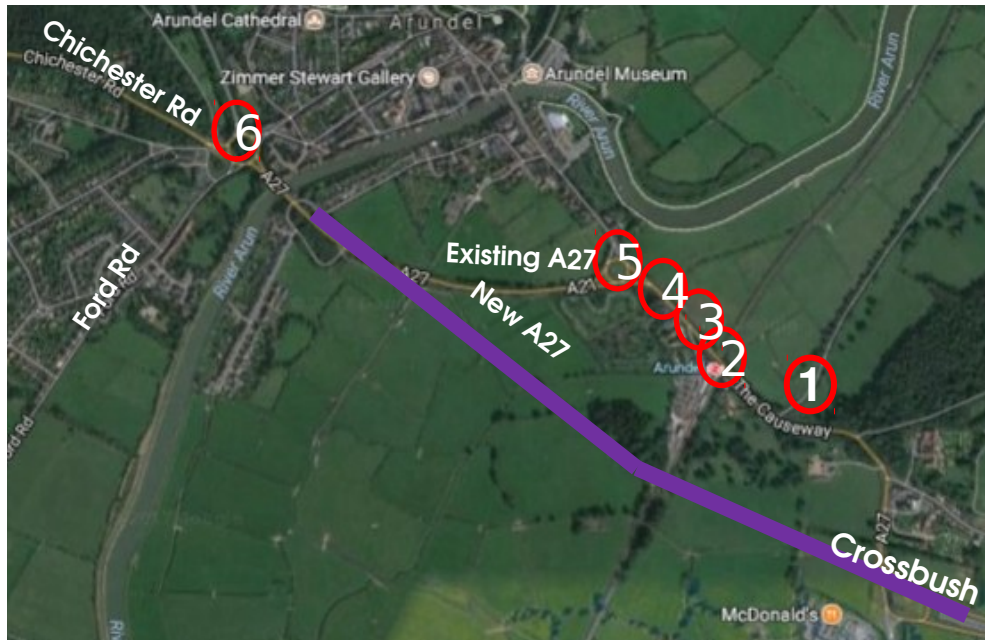 Arundel Cathedral
Arundel
Chichester Rd
Chichester Rd
Zimmer Stewart Gallery
Arundel Museum
River Arun
River Arun
6
A27
Existing A27
5
A27
A27
4
New A27
3
2
1
Ford Rd
River Arun
Arundel
The Causeway
A27
Crossbush
McDonald's